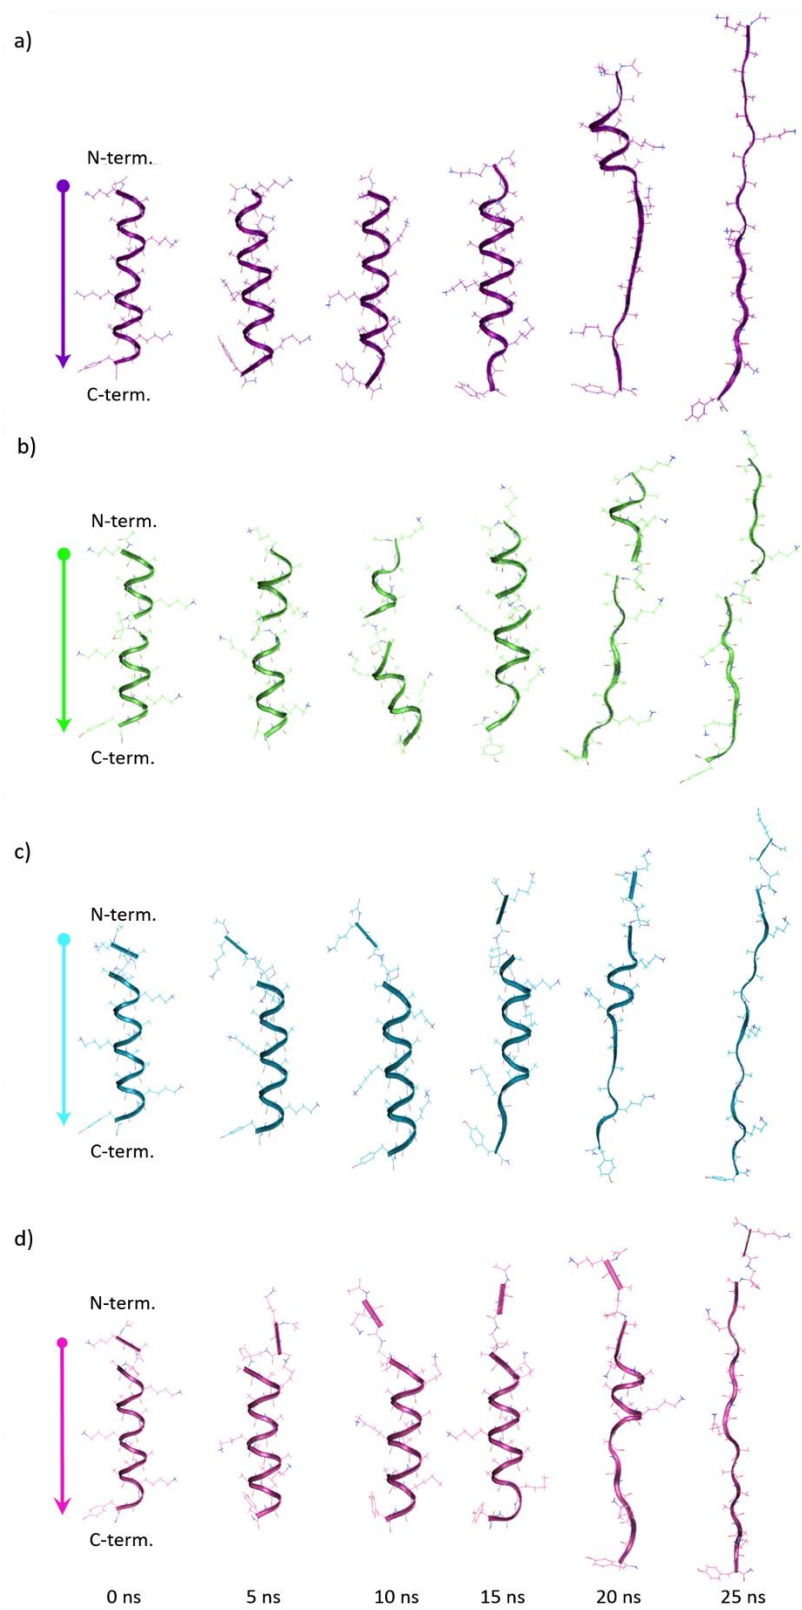 a)
N-term.
C-term.
b)
N-term.
C-term.
c)
N-term.
C-term.
d)
N-term.
C-term.
0 ns 5 ns 10 ns 15 ns 20 ns 25 ns